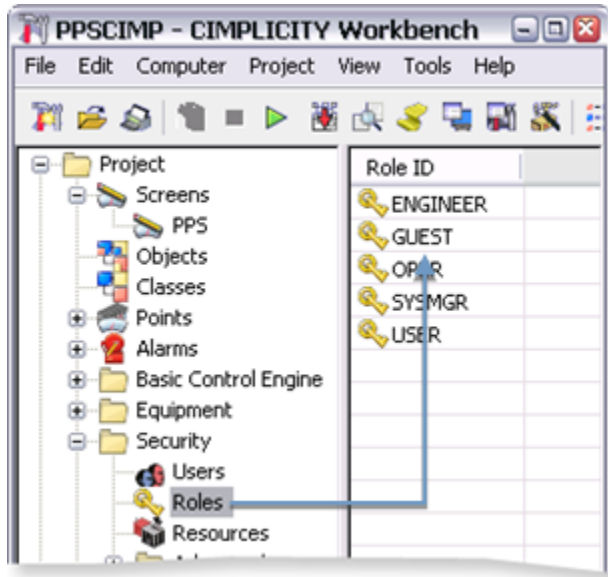 PPSCIMP - CIMPLICITY Workbench
File Edit Computer Project View Tools Help
Project
Screens
PPS
Objects
Classes
Points
Alarms
Basic Control Engine
Equipment
Security
Users
Roles
Resources
Role ID
ENGINEER
GUEST
SYSMGR
USER